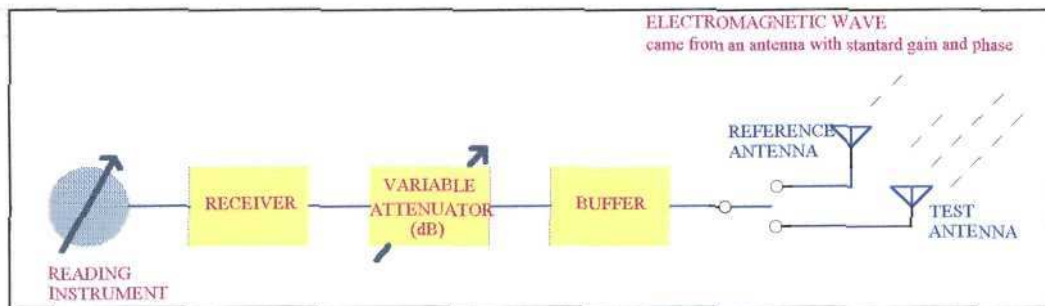 ELECTROMAGNETIC WAVE
came from an antenna with stantard gain and phase
REFERENCE
ANTENNA
RECEIVER
VARIABLE
ATTENUATOR
(dB)
BUFFER
TEST
ANTENNA
READING
INSTRUMENT